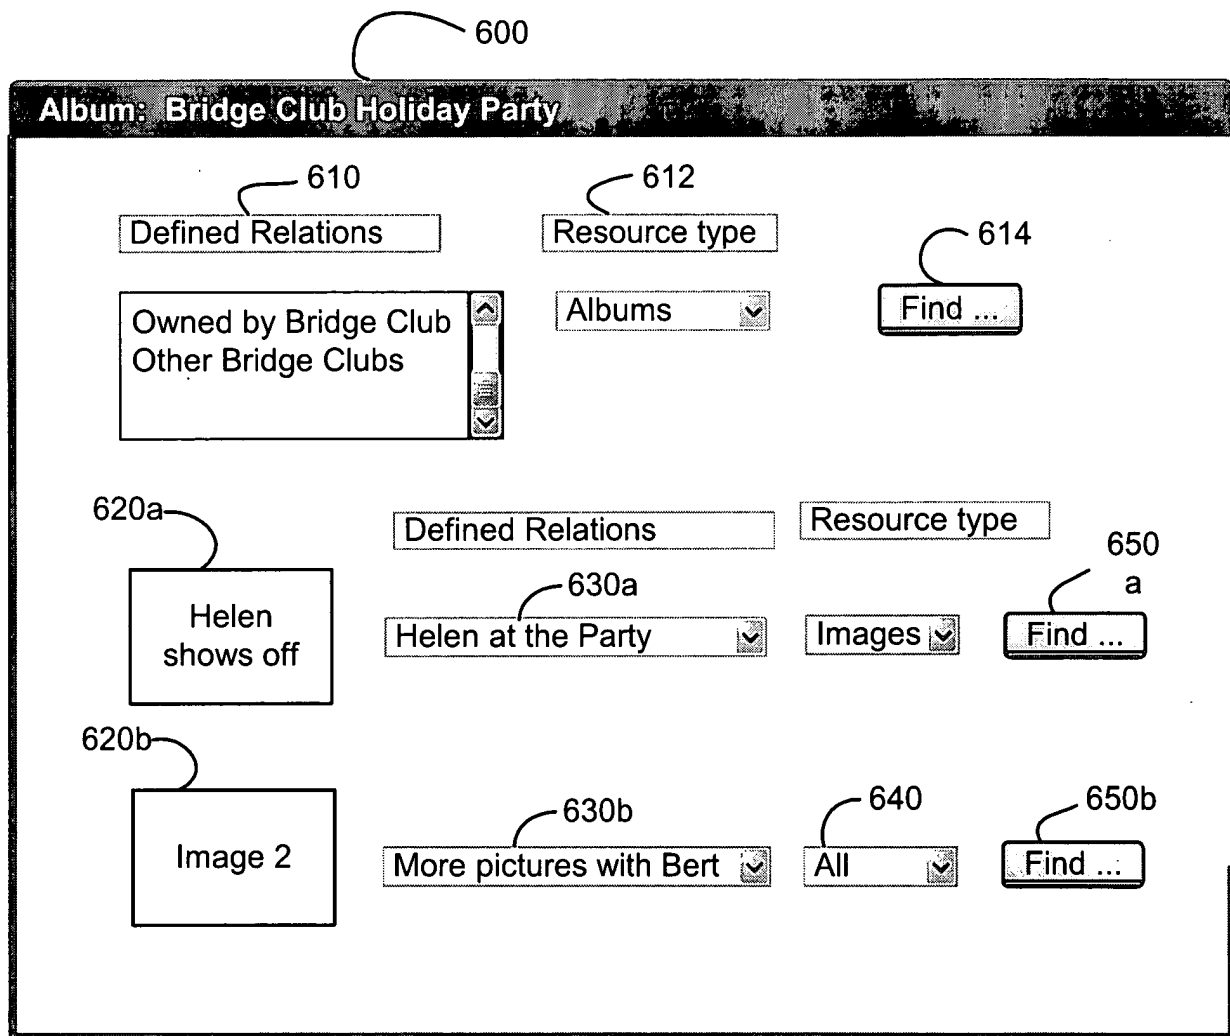 600
Album: Bridge Club Holiday Party
610
612
Defined Relations
Resource type
614
Owned by Bridge Club
Other Bridge Clubs
Albums
Find ...
620a
Defined Relations
Resource type
650
a
630a
Helen
shows off
Helen at the Party
Images
Find ...
620b
630b
640
650b
Image 2
More pictures with Bert
All
Find ...